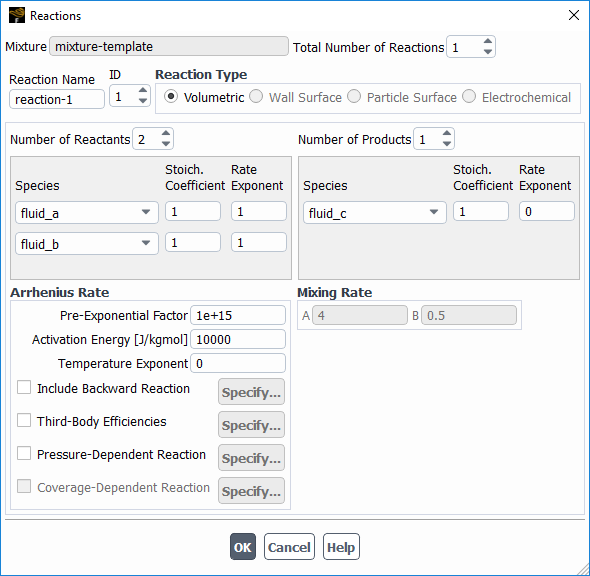 Reactions
Mixture mixture-template Total Number of Reactions 1
Reaction Name ID Reaction Type
reaction-1 1 Volumetric Wall Surface Particle Surface Electrochemical
Number of Reactants 2 Number of Products 1
Species Stoich. Coefficient Rate Exponent Species Stoich. Coefficient Rate Exponent
fluid_a 1 1 fluid_c 1 0
fluid_b 1 1
Arrhenius Rate Mixing Rate
Pre-Exponential Factor 1e+15 A 4 B 0.5
Activation Energy [J/kgmol] 10000
Temperature Exponent 0
Include Backward Reaction Specify...
Third-Body Efficiencies Specify...
Pressure-Dependent Reaction Specify...
Coverage-Dependent Reaction Specify...
OK Cancel Help